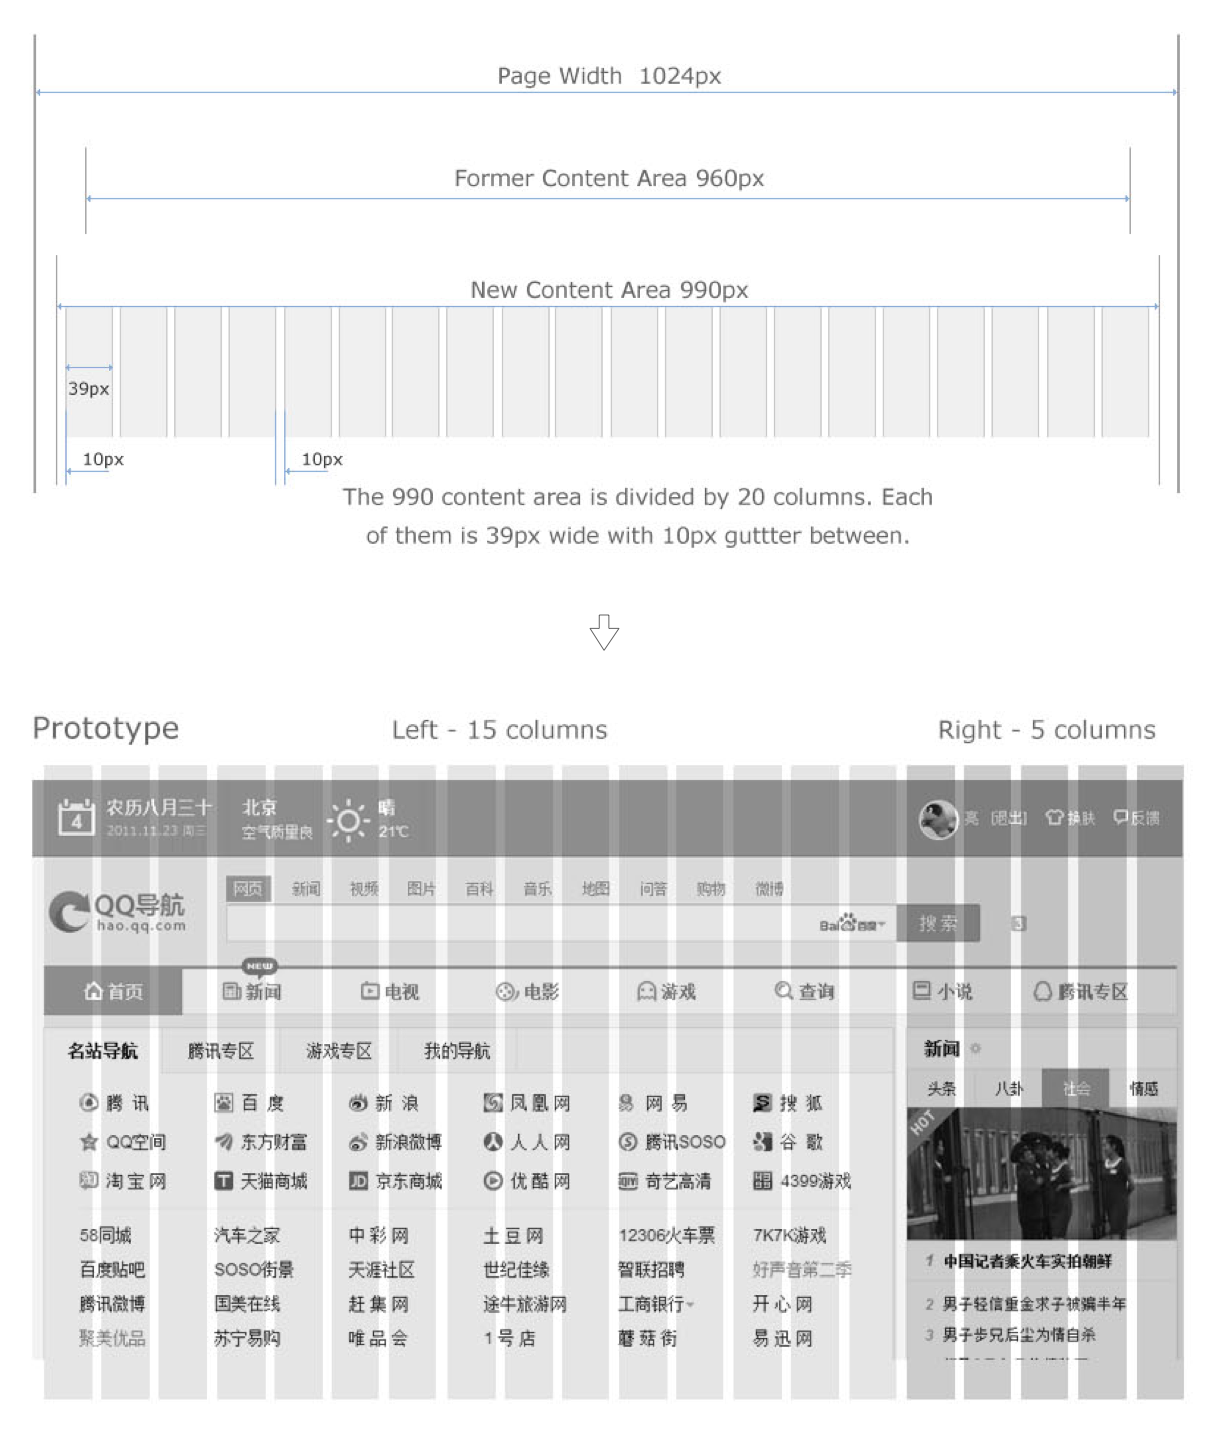 Page Width 1024px
Former Content Area 960px
New Content Area 990px
39px
10px 10px
The 990 content area is divided by 20 columns. Each
of them is 39px wide with 10px guttter between.
Prototype Left - 15 columns Right - 5 columns
4 农历八月三十 北京 晴
2011.11.23 周三 空气质量良 21℃
亮 [退出] 换肤 反馈
网页 新闻 视频 图片 百科 音乐 地图 问答 购物 微博
QQ导航
hao.qq.com
Bai百度 搜索
NEW
首页 新闻 电视 电影 游戏 查询 小说 腾讯专区
名站导航 腾讯专区 游戏专区 我的导航
腾讯 百度 新浪 凤凰网 网易 搜狐
QQ空间 东方财富 新浪微博 人人网 腾讯SOSO 谷歌
淘宝网 天猫商城 京东商城 优酷网 奇艺高清 4399游戏
58同城 汽车之家 中彩网 土豆网 12306火车票 7K7K游戏
百度贴吧 SOSO街景 天涯社区 世纪佳缘 智联招聘 好声音第二季
腾讯微博 国美在线 赶集网 途牛旅游网 工商银行 开心网
聚美优品 苏宁易购 唯品会 1号店 蘑菇街 易迅网
新闻
头条 八卦 社会 情感
HOT
1 中国记者乘火车实拍朝鲜
2 男子轻信重金求子被骗半年
3 男子步兄后尘为情自杀